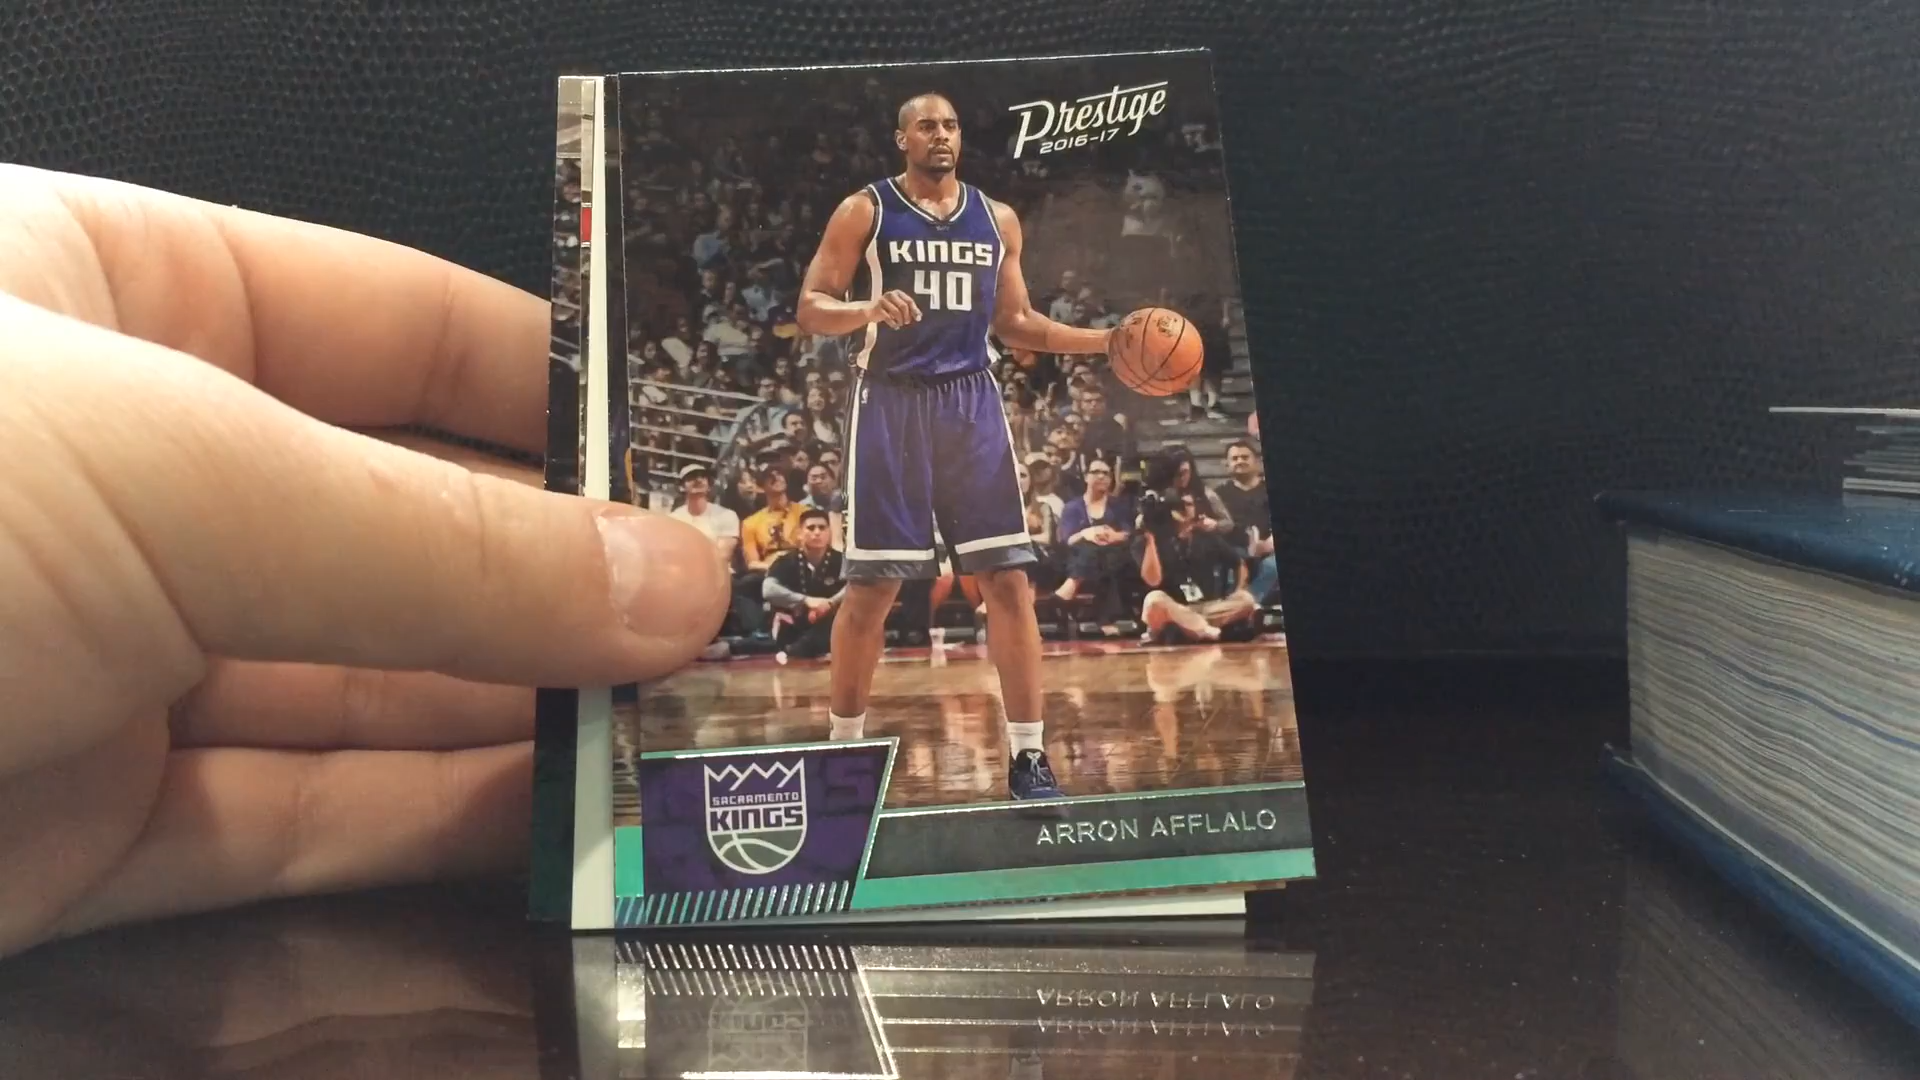 Prestige
2016-17
KINGS
40
SACRAMENTO
KINGS
ARRON AFFLALO